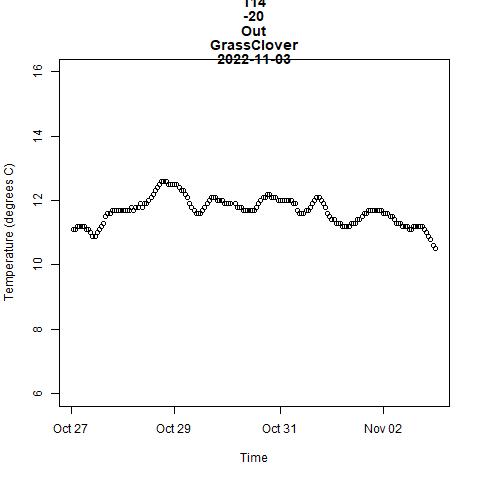 114
-20
Out
GrassClover
2022-11-03
Temperature (degrees C)
16
14
12
10
8
6
Oct 27 Oct 29 Oct 31 Nov 02
Time